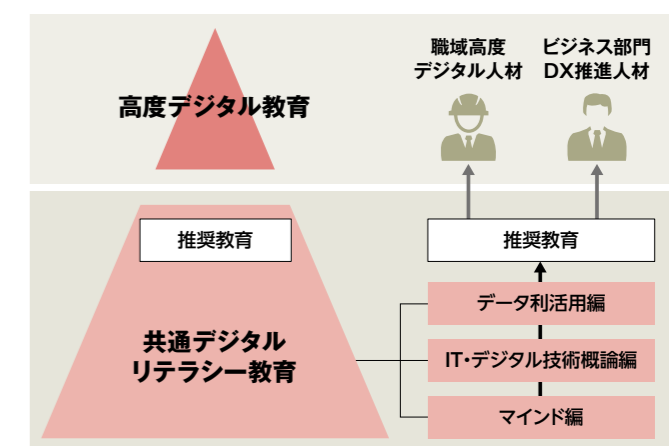 職域高度
デジタル人材
ビジネス部門
DX推進人材
高度デジタル教育
推奨教育
推奨教育
データ利活用編
共通デジタル
リテラシー教育
IT・デジタル技術概論編
マインド編